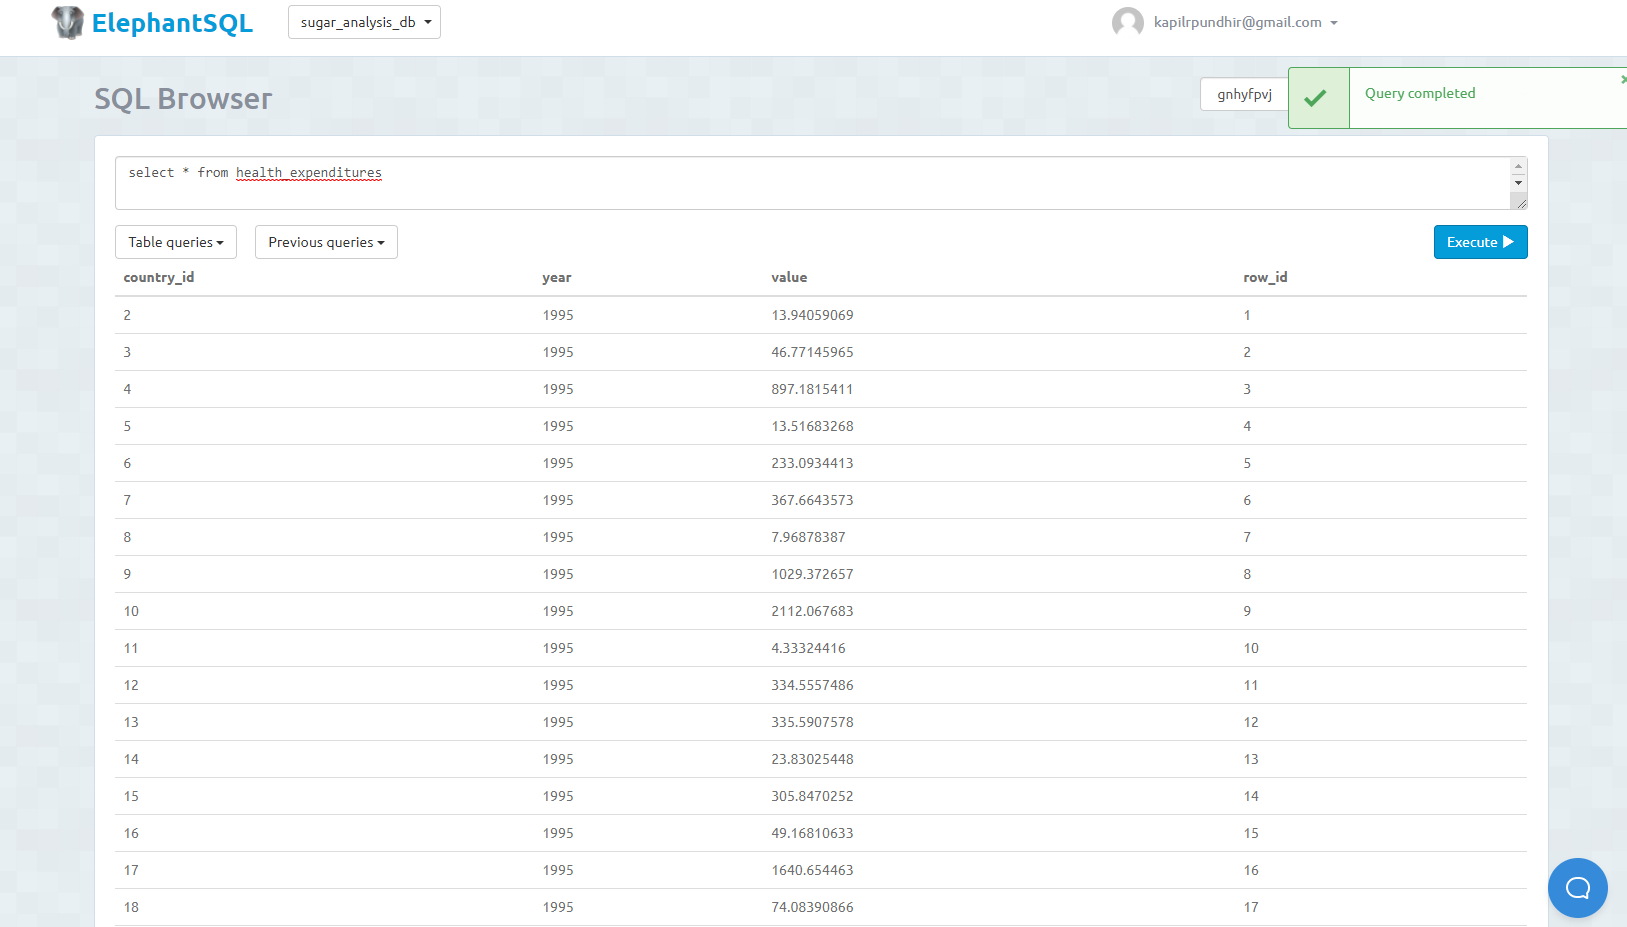 ElephantSQL sugar_analysis_db kapilrpundhir@gmail.com
SQL Browser gnhyfpvj Query completed
select * from health_expenditures
Table queries Previous queries Execute
country_id year value row_id
2 1995 13.94059069 1
3 1995 46.77145965 2
4 1995 897.1815411 3
5 1995 13.51683268 4
6 1995 233.0934413 5
7 1995 367.6643573 6
8 1995 7.96878387 7
9 1995 1029.372657 8
10 1995 2112.067683 9
11 1995 4.33324416 10
12 1995 334.5557486 11
13 1995 335.5907578 12
14 1995 23.83025448 13
15 1995 305.8470252 14
16 1995 49.16810633 15
17 1995 1640.654463 16
18 1995 74.08390866 17